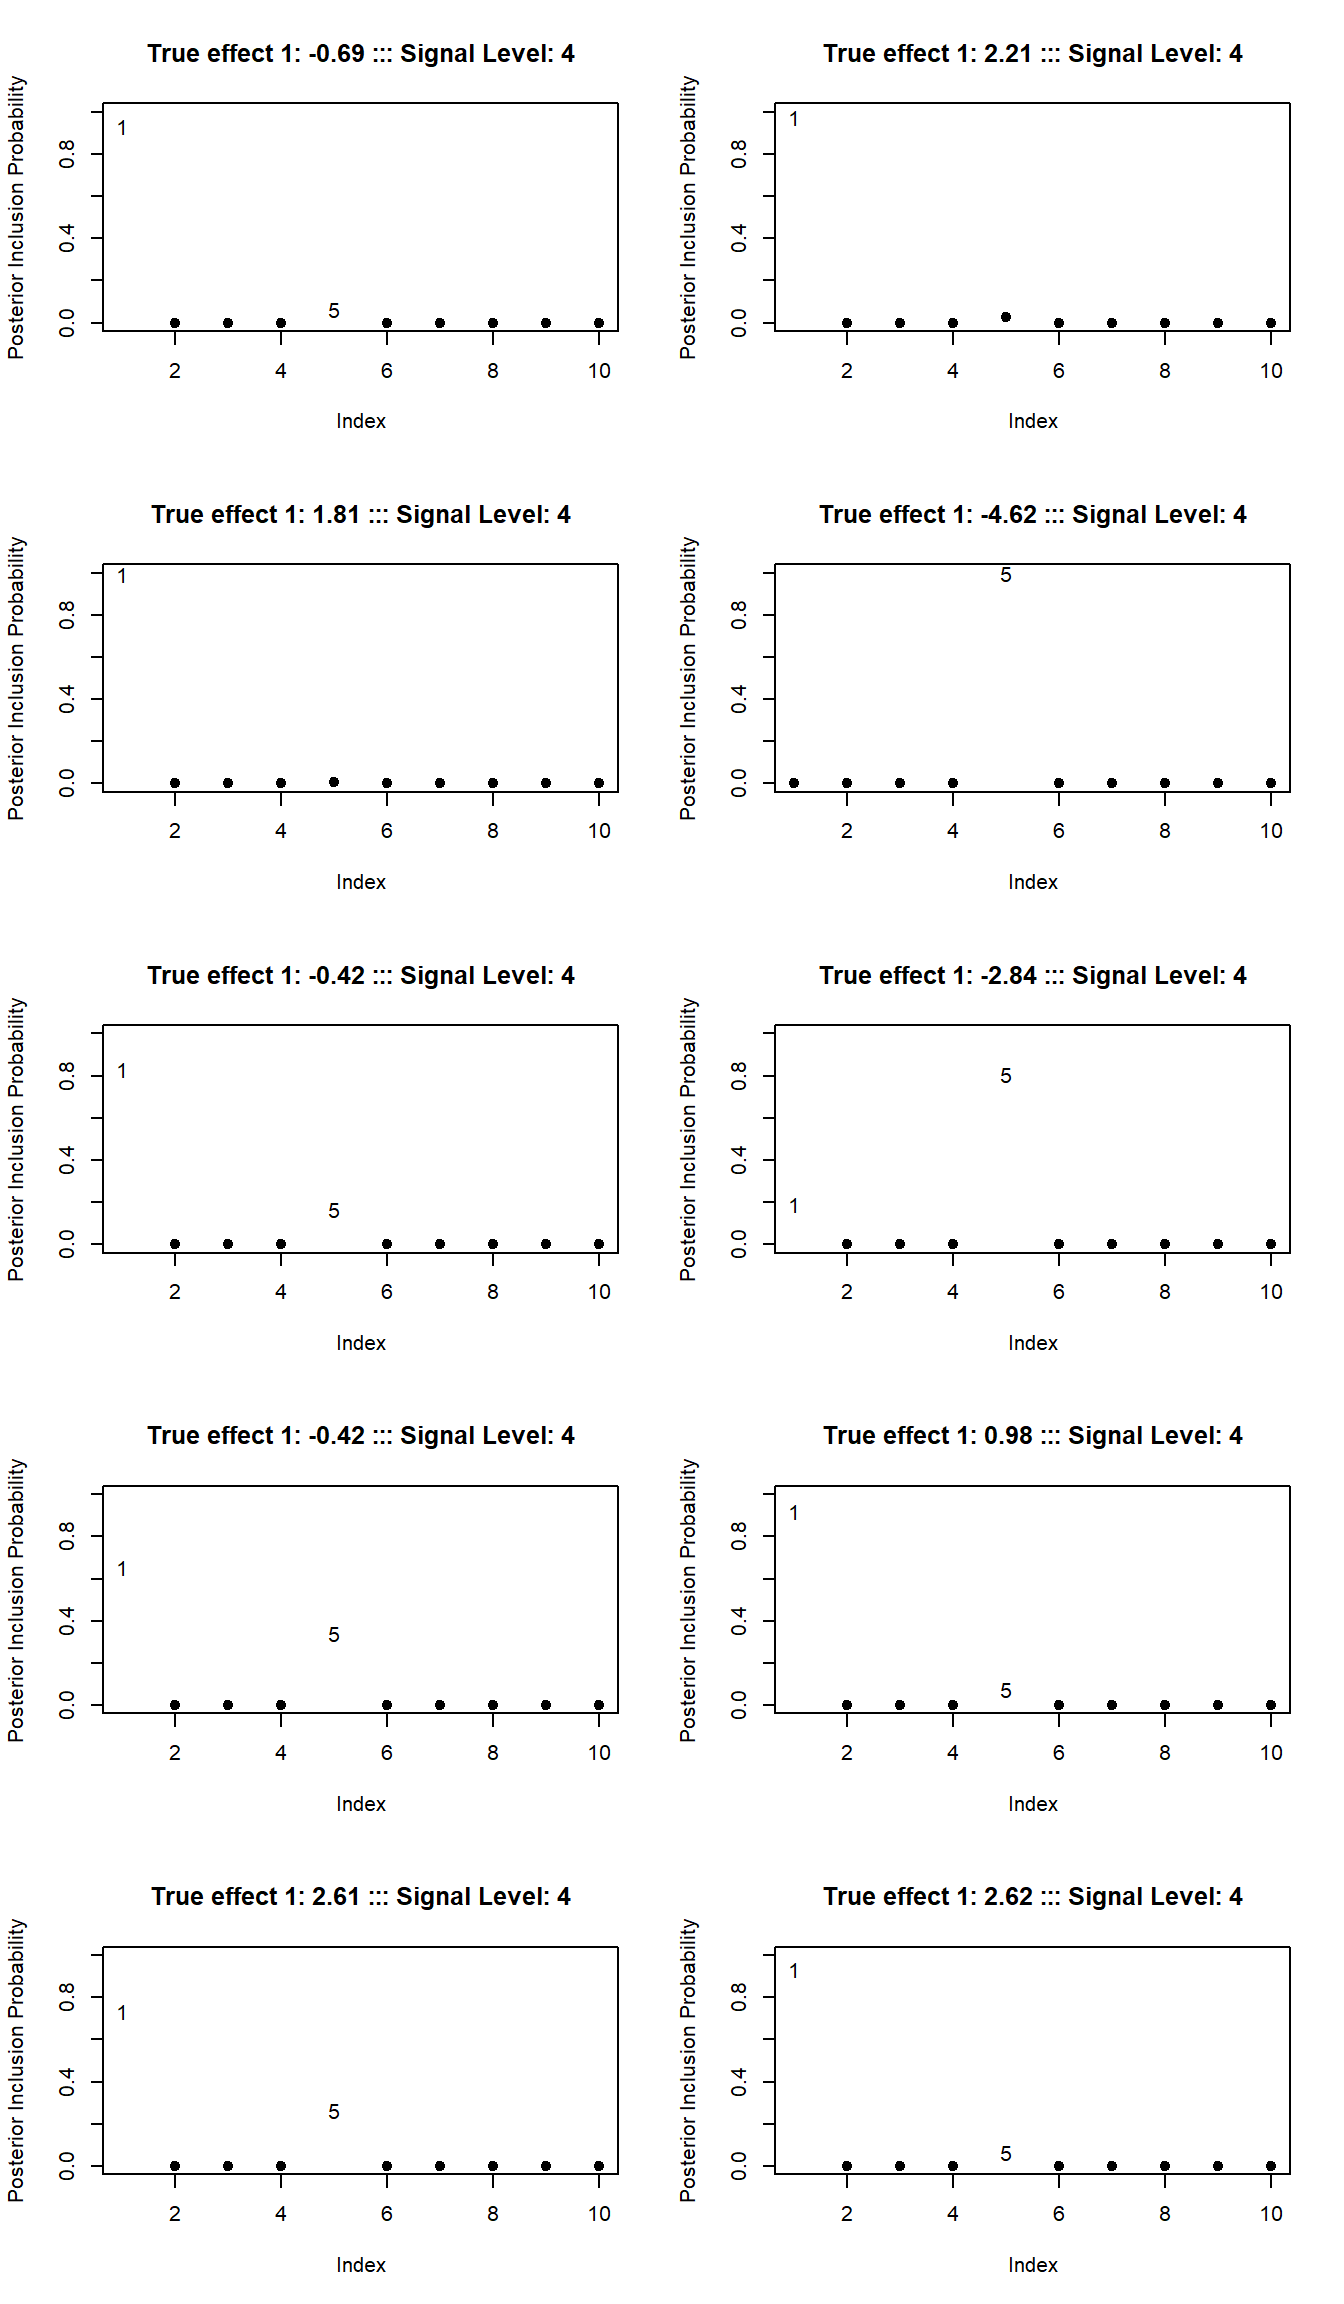 True effect 1: -0.69 ::: Signal Level: 4
Posterior Inclusion Probability
0.8
0.4
0.0
1
5
2 4 6 8 10
Index
True effect 1: 2.21 ::: Signal Level: 4
Posterior Inclusion Probability
0.8
0.4
0.0
1
2 4 6 8 10
Index
True effect 1: 1.81 ::: Signal Level: 4
Posterior Inclusion Probability
0.8
0.4
0.0
1
2 4 6 8 10
Index
True effect 1: -4.62 ::: Signal Level: 4
Posterior Inclusion Probability
0.8
0.4
0.0
5
2 4 6 8 10
Index
True effect 1: -0.42 ::: Signal Level: 4
Posterior Inclusion Probability
0.8
0.4
0.0
1
5
2 4 6 8 10
Index
True effect 1: -2.84 ::: Signal Level: 4
Posterior Inclusion Probability
0.8
0.4
0.0
5
1
2 4 6 8 10
Index
True effect 1: -0.42 ::: Signal Level: 4
Posterior Inclusion Probability
0.8
0.4
0.0
1
5
2 4 6 8 10
Index
True effect 1: 0.98 ::: Signal Level: 4
Posterior Inclusion Probability
0.8
0.4
0.0
1
5
2 4 6 8 10
Index
True effect 1: 2.61 ::: Signal Level: 4
Posterior Inclusion Probability
0.8
0.4
0.0
1
5
2 4 6 8 10
Index
True effect 1: 2.62 ::: Signal Level: 4
Posterior Inclusion Probability
0.8
0.4
0.0
1
5
2 4 6 8 10
Index